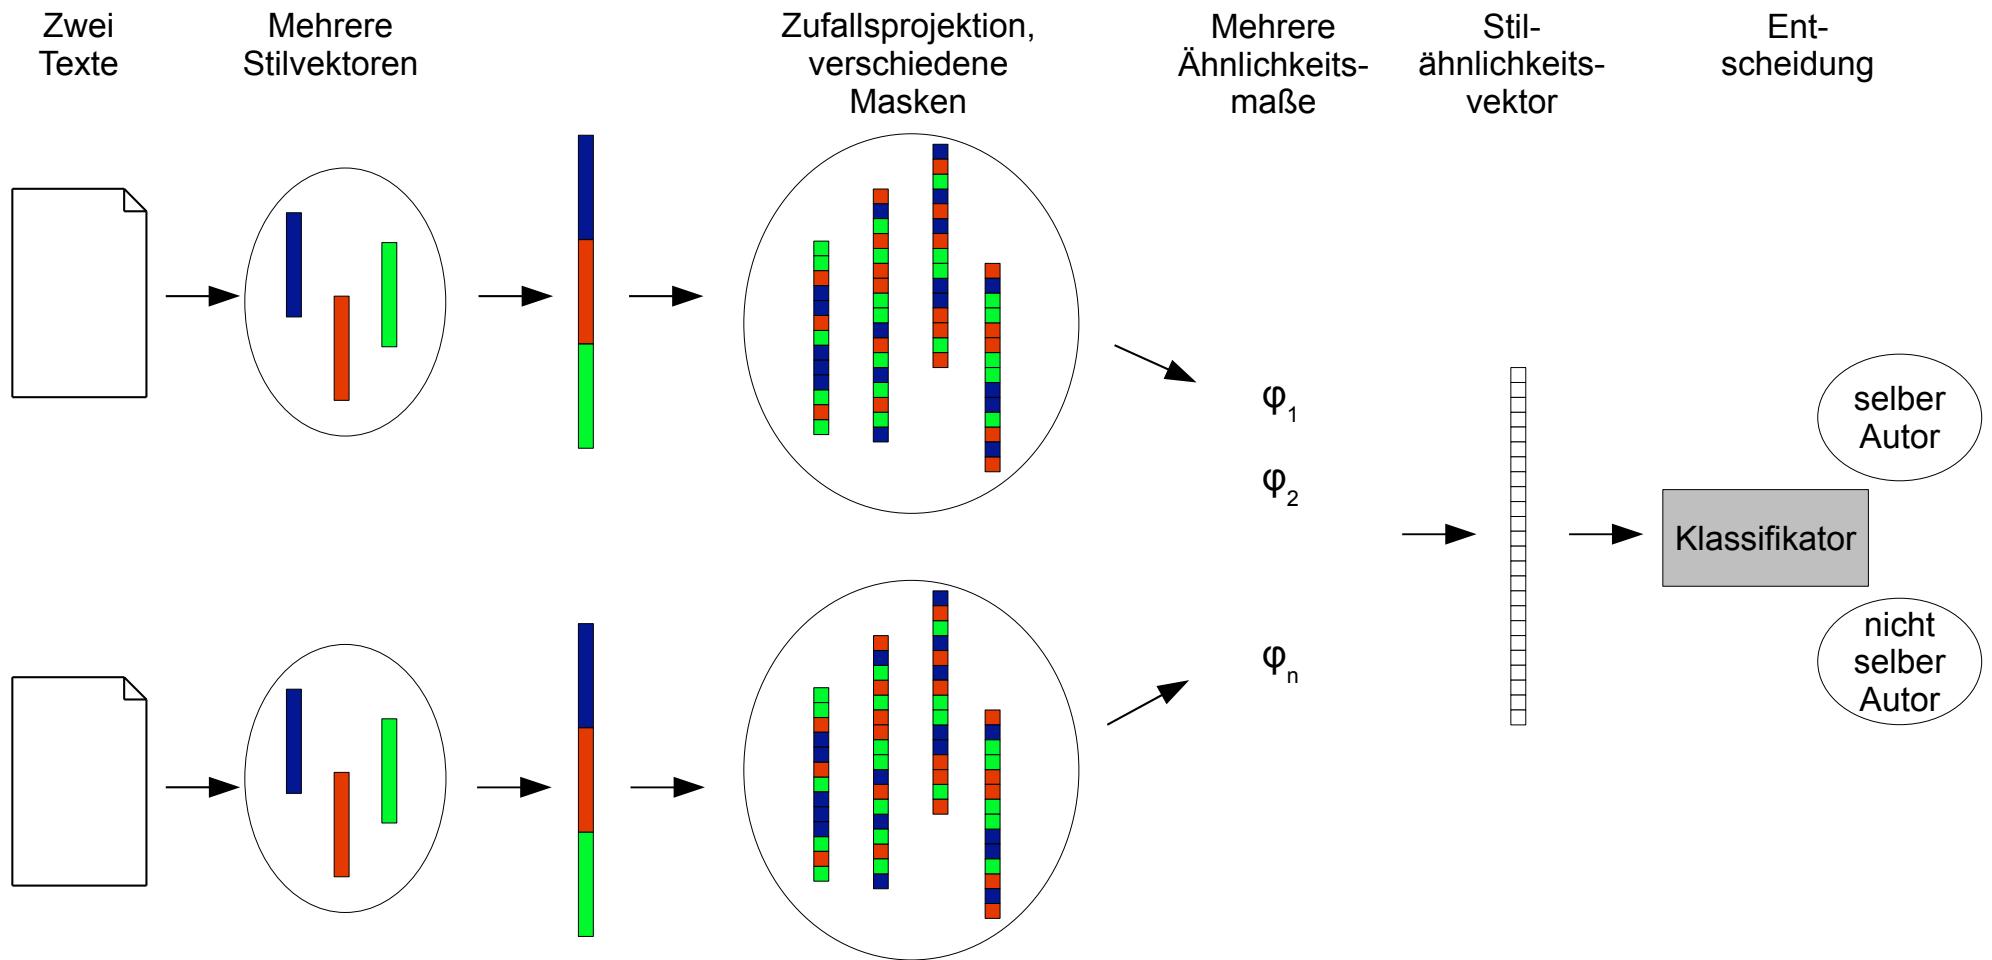 Zwei
Texte
Mehrere
Stilvektoren
Zufallsprojektion,
verschiedene
Masken
Mehrere
Ähnlichkeits-
maße
Stil-
ähnlichkeits-
vektor
Ent-
scheidung
φ1
φ2
φn
selber
Autor
Klassifikator
nicht
selber
Autor